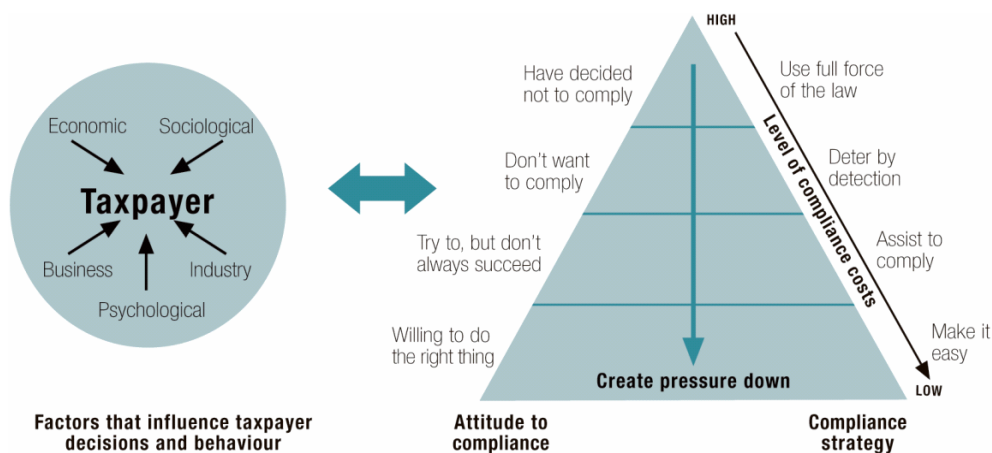 Economic
Sociological
Taxpayer
Business
Industry
Psychological
Factors that influence taxpayer
decisions and behaviour
HIGH
Have decided
not to comply
Don't want
to comply
Try to, but don't
always succeed
Willing to do
the right thing
Create pressure down
Attitude to
compliance
Level of compliance costs
Use full force
of the law
Deter by
detection
Assist to
comply
Make it
easy
LOW
Compliance
strategy